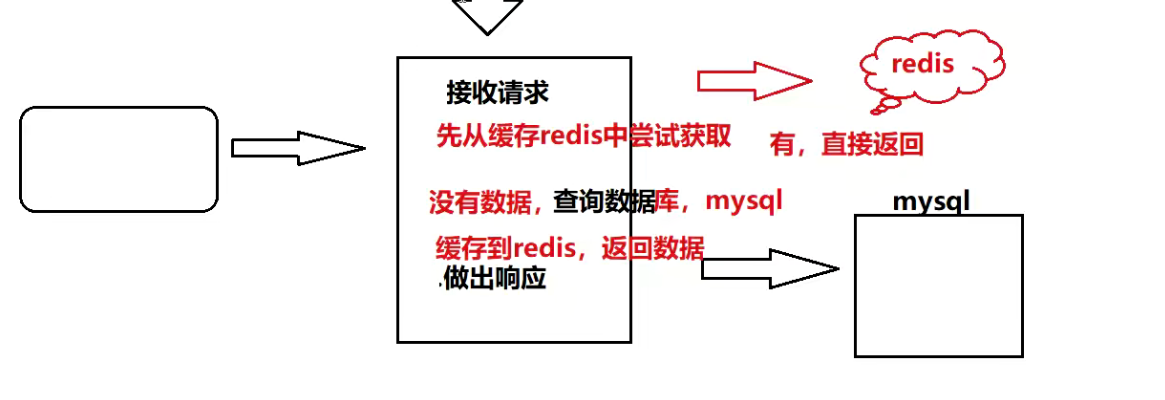 接收请求
redis
先从缓存redis中尝试获取
有，直接返回
没有数据，查询数据库，mysql
mysql
缓存到redis，返回数据
.做出响应